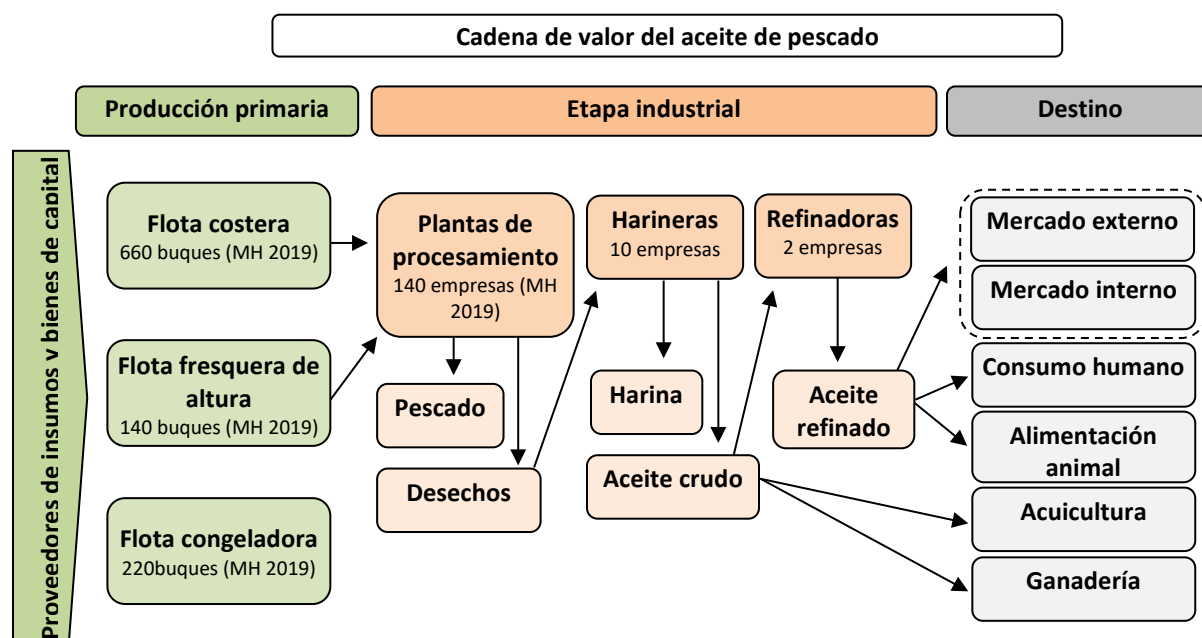 Cadena de valor del aceite de pescado
Producción primaria
Etapa industrial
Destino
Proveedores de insumos y bienes de capital
Flota costera
660 buques (MH 2019)
Flota fresquera de
altura
140 buques (MH 2019)
Flota congeladora
220buques (MH 2019)
Plantas de
procesamiento
140 empresas (MH
2019)
Pescado
Desechos
Harineras
10 empresas
Harina
Aceite crudo
Refinadoras
2 empresas
Aceite
refinado
Mercado externo
Mercado interno
Consumo humano
Alimentación
animal
Acuicultura
Ganadería